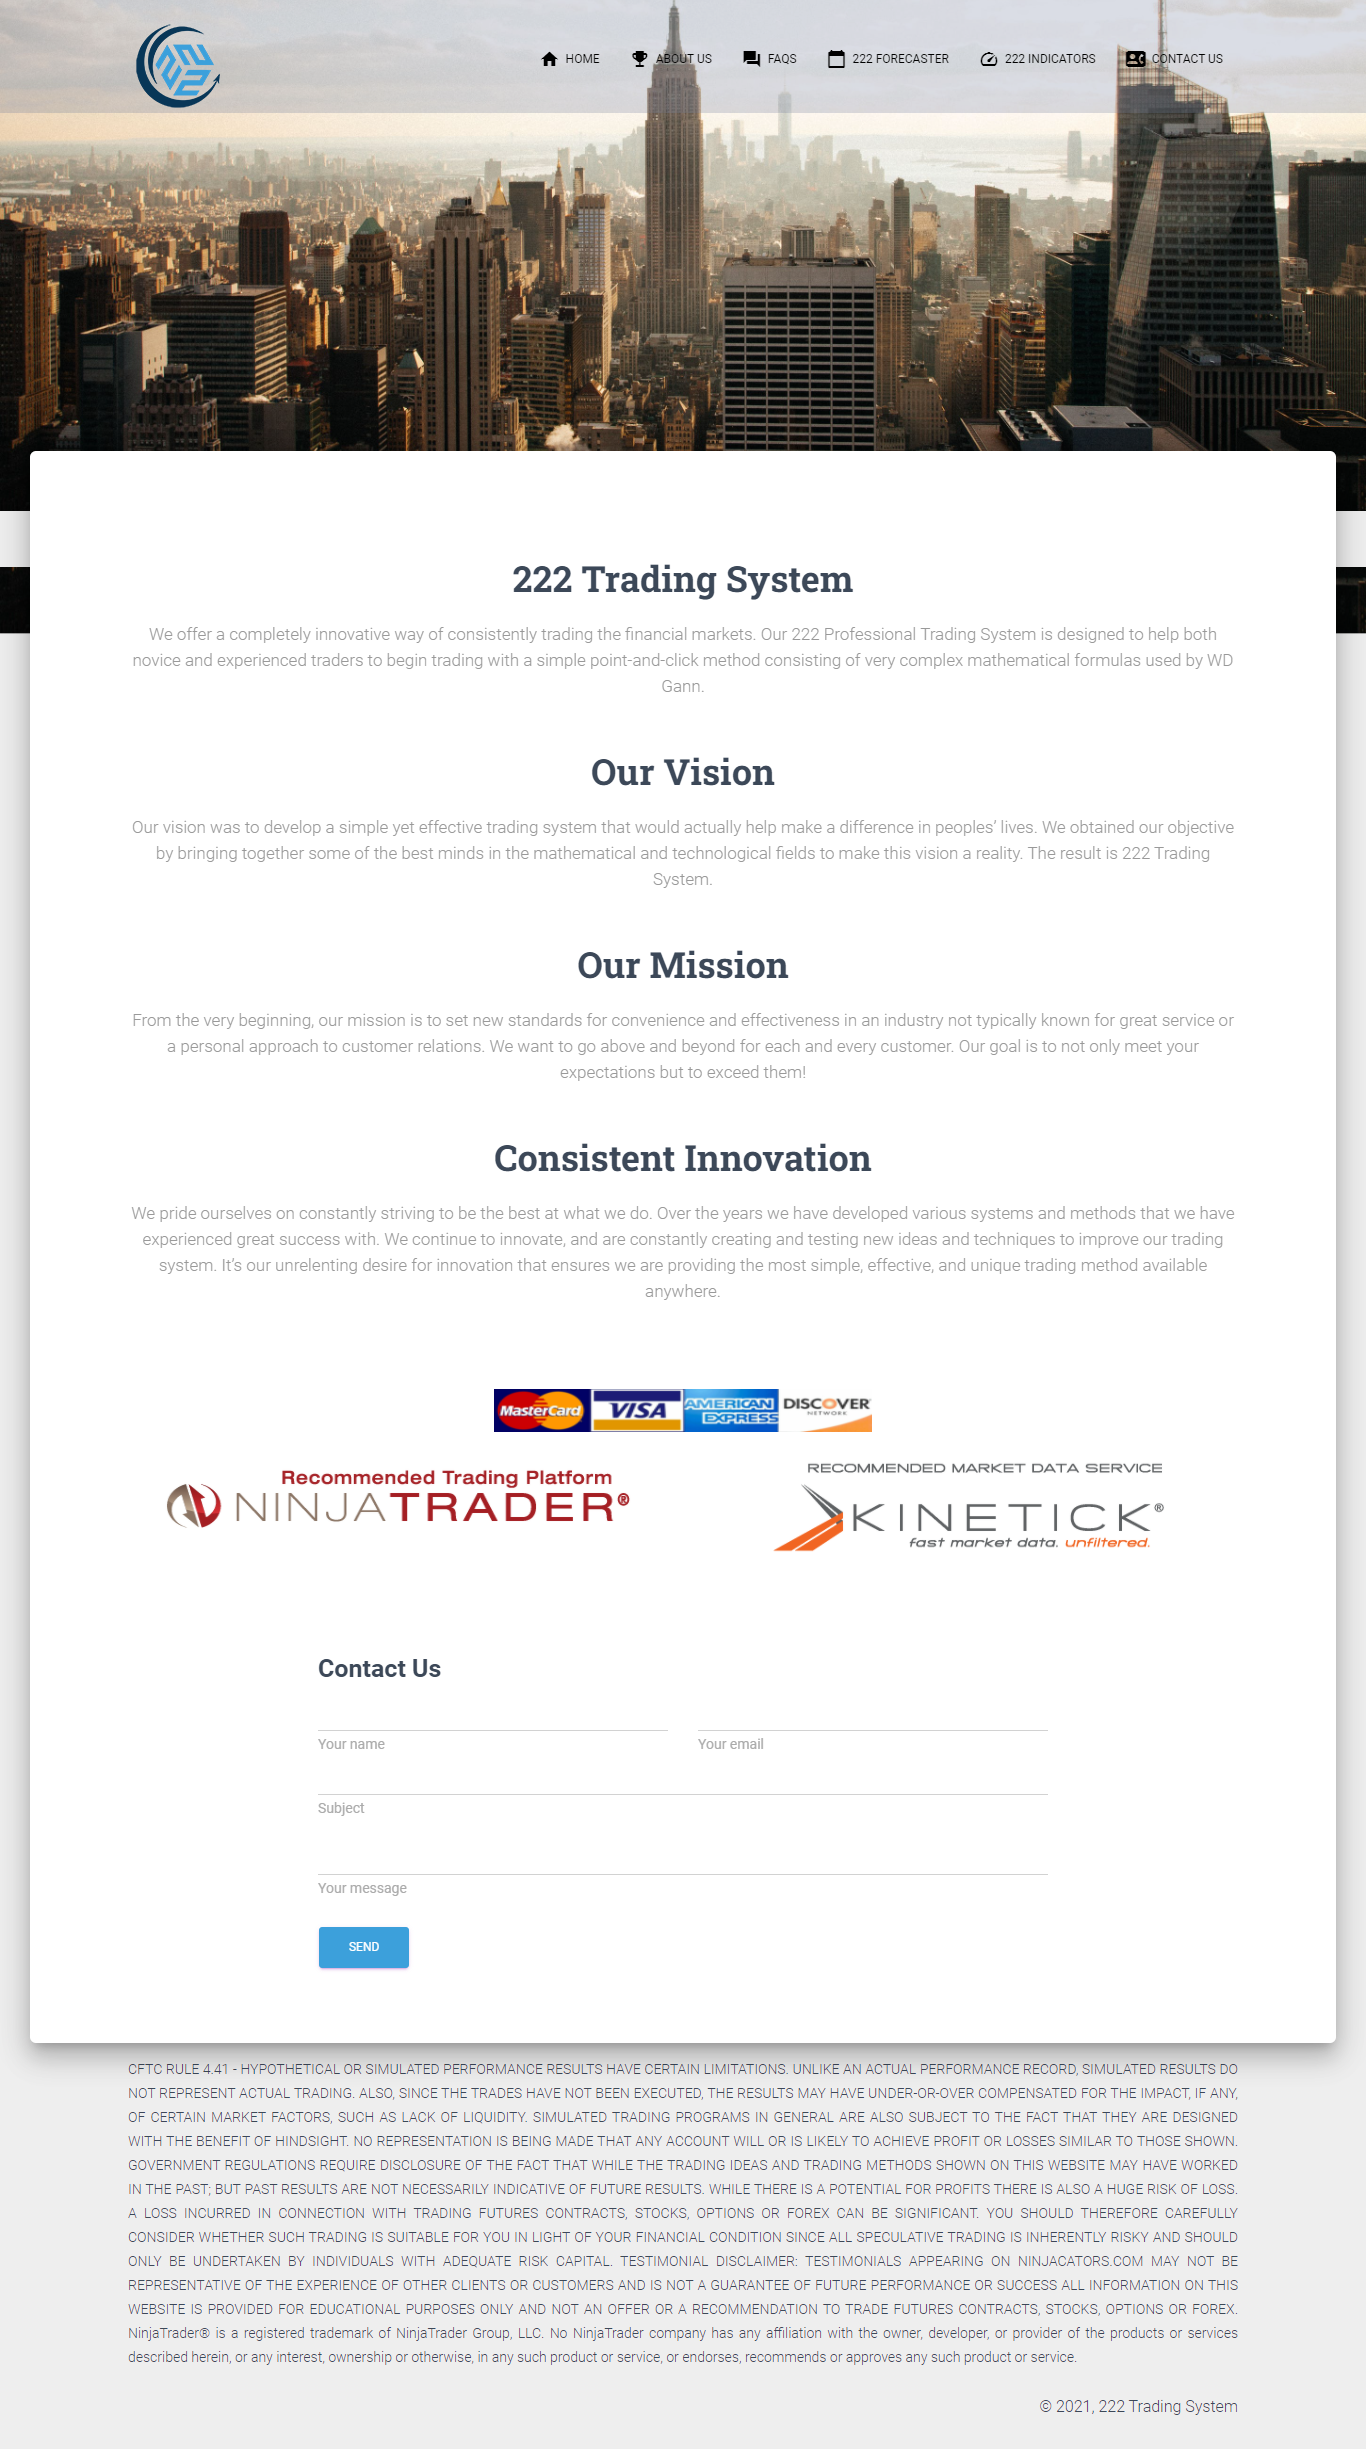 HOME ABOUT US FAQS 222 FORECASTER 222 INDICATORS CONTACT US
222 Trading System
We offer a completely innovative way of consistently trading the financial markets. Our 222 Professional Trading System is designed to help both
novice and experienced traders to begin trading with a simple point-and-click method consisting of very complex mathematical formulas used by WD
Gann.
Our Vision
Our vision was to develop a simple yet effective trading system that would actually help make a difference in peoples’ lives. We obtained our objective
by bringing together some of the best minds in the mathematical and technological fields to make this vision a reality. The result is 222 Trading
System.
Our Mission
From the very beginning, our mission is to set new standards for convenience and effectiveness in an industry not typically known for great service or
a personal approach to customer relations. We want to go above and beyond for each and every customer. Our goal is to not only meet your
expectations but to exceed them!
Consistent Innovation
We pride ourselves on constantly striving to be the best at what we do. Over the years we have developed various systems and methods that we have
experienced great success with. We continue to innovate, and are constantly creating and testing new ideas and techniques to improve our trading
system. It’s our unrelenting desire for innovation that ensures we are providing the most simple, effective, and unique trading method available
anywhere.
MasterCard VISA AMERICAN EXPRESS DISCOVER NETWORK
Recommended Trading Platform
NINJATRADER®
RECOMMENDED MARKET DATA SERVICE
KINETICK®
fast market data. unfiltered.
Contact Us
Your name Your email
Subject
Your message
SEND
CFTC RULE 4.41 - HYPOTHETICAL OR SIMULATED PERFORMANCE RESULTS HAVE CERTAIN LIMITATIONS. UNLIKE AN ACTUAL PERFORMANCE RECORD, SIMULATED RESULTS DO
NOT REPRESENT ACTUAL TRADING. ALSO, SINCE THE TRADES HAVE NOT BEEN EXECUTED, THE RESULTS MAY HAVE UNDER-OR-OVER COMPENSATED FOR THE IMPACT, IF ANY,
OF CERTAIN MARKET FACTORS, SUCH AS LACK OF LIQUIDITY. SIMULATED TRADING PROGRAMS IN GENERAL ARE ALSO SUBJECT TO THE FACT THAT THEY ARE DESIGNED
WITH THE BENEFIT OF HINDSIGHT. NO REPRESENTATION IS BEING MADE THAT ANY ACCOUNT WILL OR IS LIKELY TO ACHIEVE PROFIT OR LOSSES SIMILAR TO THOSE SHOWN.
GOVERNMENT REGULATIONS REQUIRE DISCLOSURE OF THE FACT THAT WHILE THE TRADING IDEAS AND TRADING METHODS SHOWN ON THIS WEBSITE MAY HAVE WORKED
IN THE PAST; BUT PAST RESULTS ARE NOT NECESSARILY INDICATIVE OF FUTURE RESULTS. WHILE THERE IS A POTENTIAL FOR PROFITS THERE IS ALSO A HUGE RISK OF LOSS.
A LOSS INCURRED IN CONNECTION WITH TRADING FUTURES CONTRACTS, STOCKS, OPTIONS OR FOREX CAN BE SIGNIFICANT. YOU SHOULD THEREFORE CAREFULLY
CONSIDER WHETHER SUCH TRADING IS SUITABLE FOR YOU IN LIGHT OF YOUR FINANCIAL CONDITION SINCE ALL SPECULATIVE TRADING IS INHERENTLY RISKY AND SHOULD
ONLY BE UNDERTAKEN BY INDIVIDUALS WITH ADEQUATE RISK CAPITAL. TESTIMONIAL DISCLAIMER: TESTIMONIALS APPEARING ON NINJACATORS.COM MAY NOT BE
REPRESENTATIVE OF THE EXPERIENCE OF OTHER CLIENTS OR CUSTOMERS AND IS NOT A GUARANTEE OF FUTURE PERFORMANCE OR SUCCESS ALL INFORMATION ON THIS
WEBSITE IS PROVIDED FOR EDUCATIONAL PURPOSES ONLY AND NOT AN OFFER OR A RECOMMENDATION TO TRADE FUTURES CONTRACTS, STOCKS, OPTIONS OR FOREX.
NinjaTrader® is a registered trademark of NinjaTrader Group, LLC. No NinjaTrader company has any affiliation with the owner, developer, or provider of the products or services
described herein, or any interest, ownership or otherwise, in any such product or service, or endorses, recommends or approves any such product or service.
© 2021, 222 Trading System